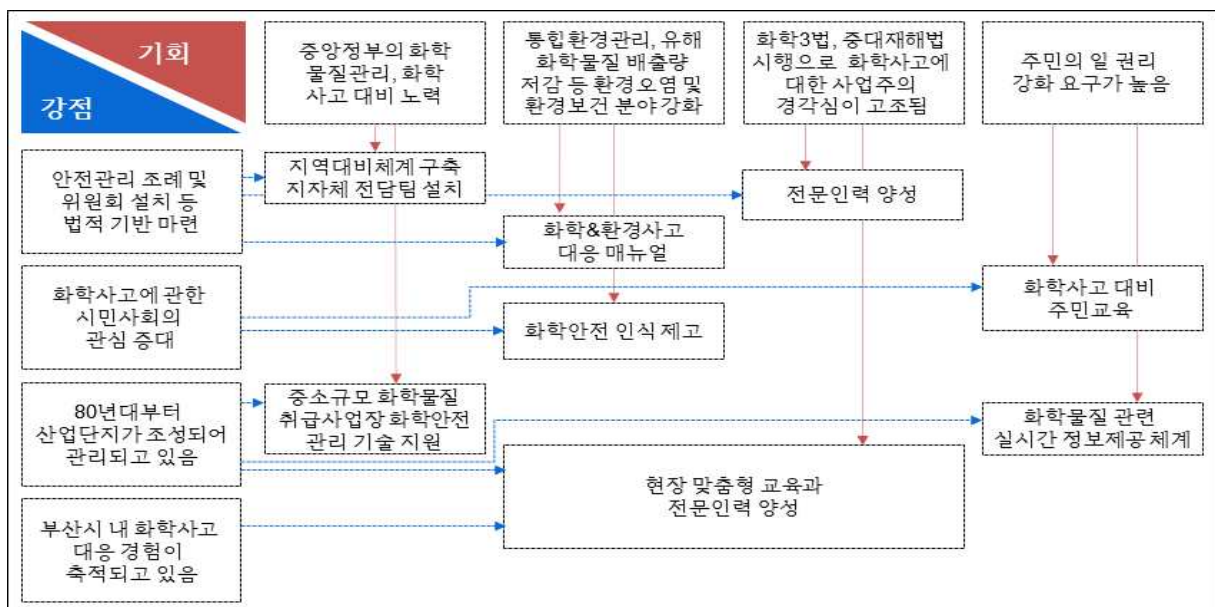 기회
강점
중앙정부의 화학
물질관리, 화학
사고 대비 노력
통합환경관리, 유해
화학물질 배출량
저감 등 환경오염 및
환경보건 분야 강화
화학3법, 중대재해법
시행으로 화학사고에
대한 사업주의
경각심이 고조됨
주민의 일 권리
강화 요구가 높음
안전관리 조례 및
위원회 설치 등
법적 기반 마련
지역대비체계 구축
지자체 전담팀 설치
전문인력 양성
화학&환경사고
대응 매뉴얼
화학사고에 관한
시민사회의
관심 증대
화학사고 대비
주민교육
화학안전 인식 제고
80년대부터
산업단지가 조성되어
관리되고 있음
중소규모 화학물질
취급사업장 화학안전
관리 기술 지원
화학물질 관련
실시간 정보제공 체계
현장 맞춤형 교육과
전문인력 양성
부산시 내 화학사고
대응 경험이
축적되고 있음